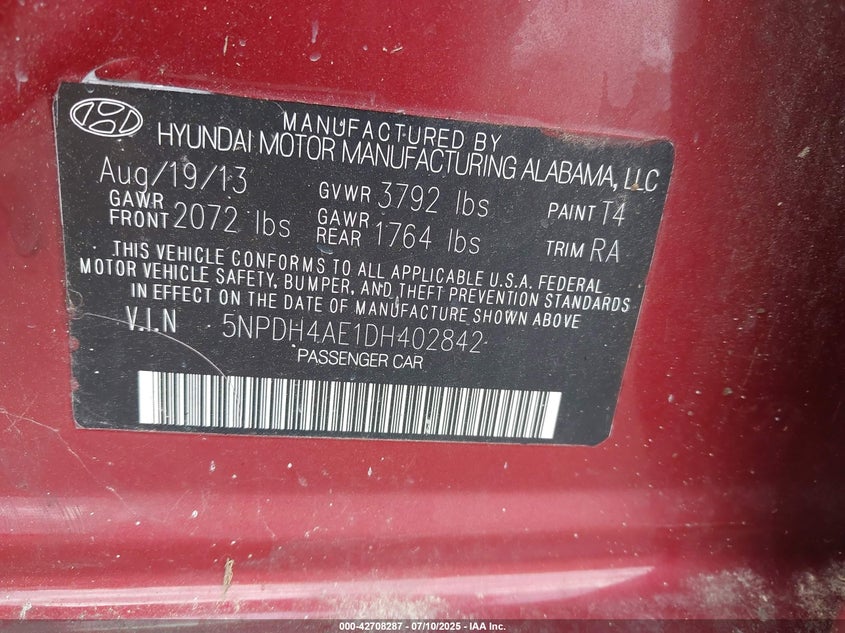 MANUFACTURED BY
HYUNDAI MOTOR MANUFACTURING ALABAMA, LLC
Aug/19/13 GVWR 3792 lbs PAINT T4
GAWR FRONT 2072 lbs GAWR REAR 1764 lbs TRIM RA
THIS VEHICLE CONFORMS TO ALL APPLICABLE U.S.A. FEDERAL
MOTOR VEHICLE SAFETY, BUMPER, AND THEFT PREVENTION STANDARDS
IN EFFECT ON THE DATE OF MANUFACTURE SHOWN ABOVE
V.I.N 5NPDH4AE1DH402842
PASSENGER CAR
000-42708287 - 07/10/2025 - IAA Inc.